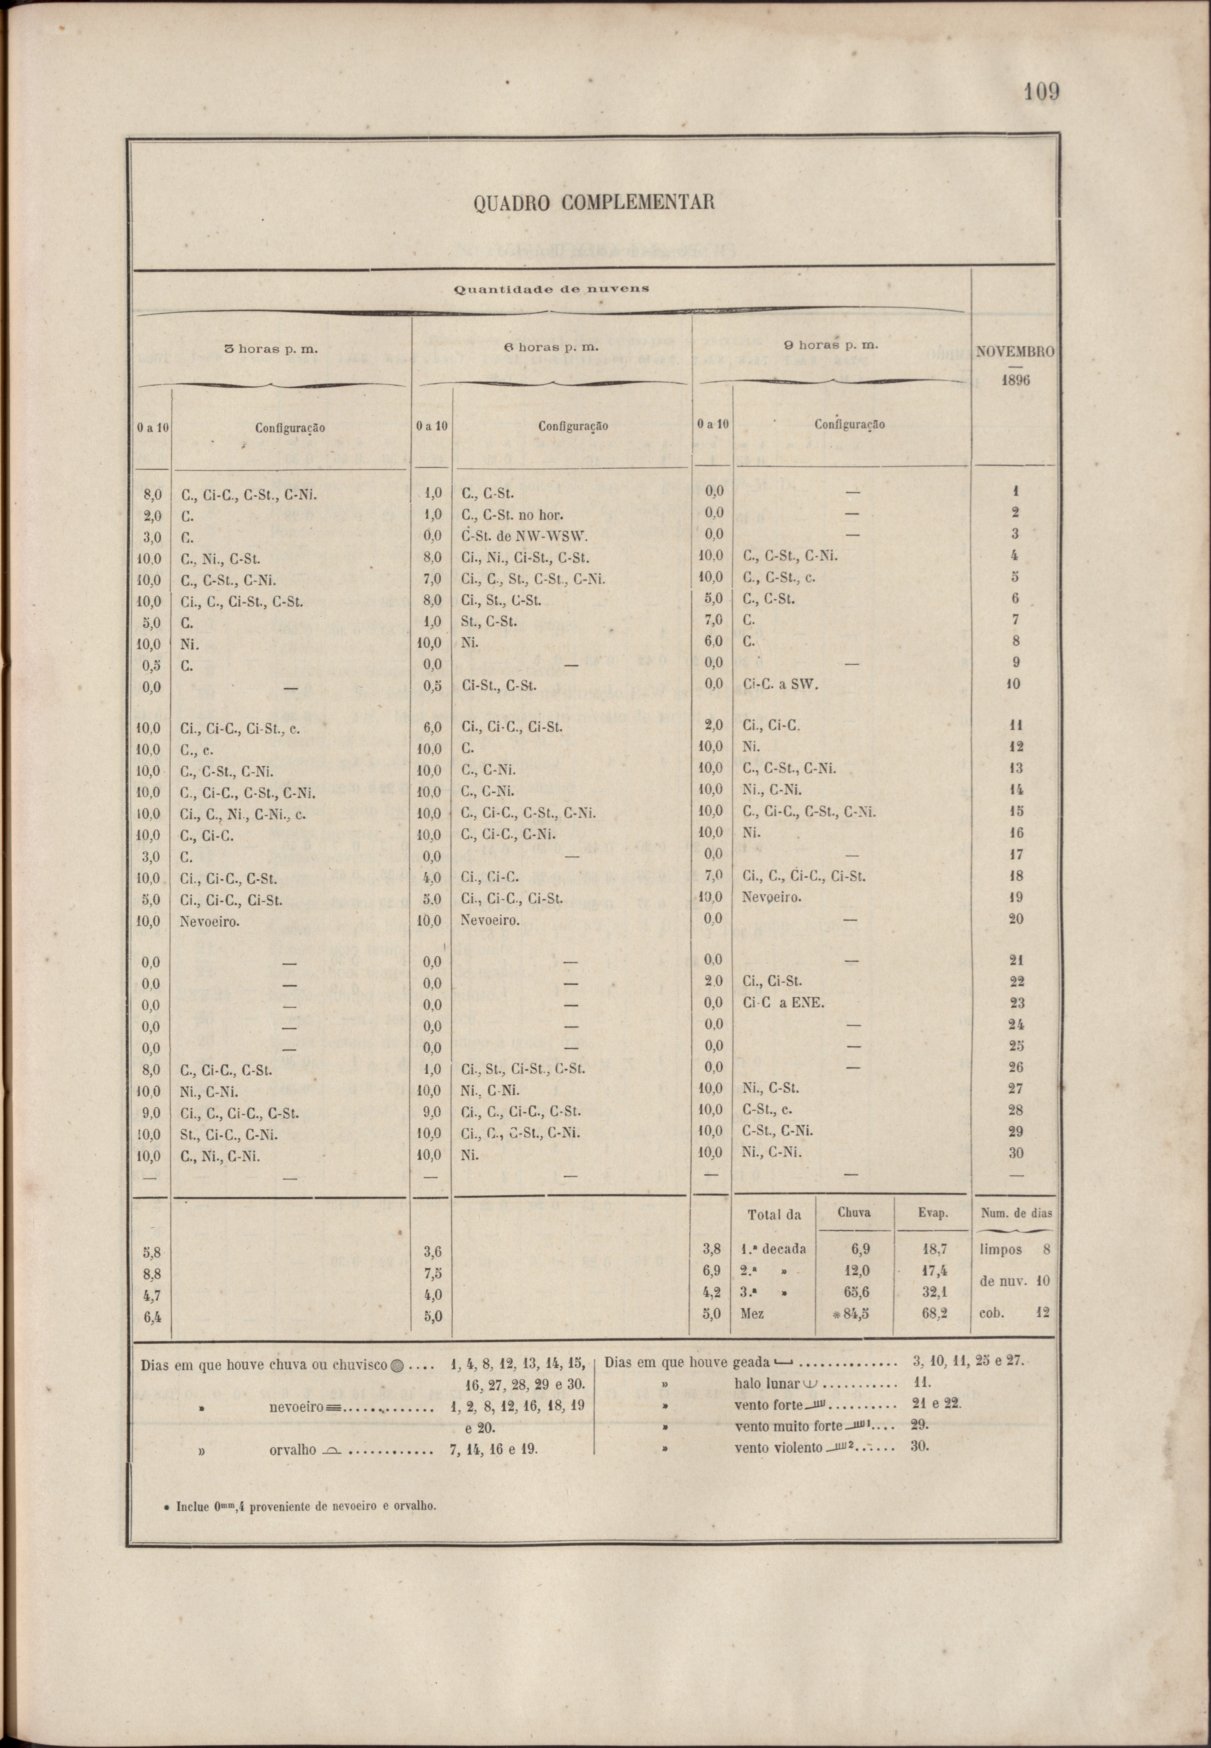 109
QUADRO COMPLEMENTAR
Quantidade de nuvens
3 horas p. m. 6 horas p. m. 9 horas p. m. NOVEMBRO
1896
0 a 10 Configuração 0 a 10 Configuração 0 a 10 Configuração
8,0 C., Ci-C., C-St., C-Ni. 1,0 C., C-St. 0,0 — 1
2,0 C. 1,0 C., C-St. no hor. 0,0 — 2
3,0 C. 0,0 C-St. de NW-WSW. 0,0 — 3
10,0 C., Ni., C-St. 8,0 Ci., Ni., Ci-St., C-St. 10,0 C., C-St., C-Ni. 4
10,0 C., C-St., C-Ni. 7,0 Ci., C., St., C-St., C-Ni. 10,0 C., C-St., c. 5
10,0 Ci., C., Ci-St., C-St. 8,0 Ci., St., C-St. 5,0 C., C-St. 6
5,0 C. 1,0 St., C-St. 7,0 C. 7
10,0 Ni. 10,0 Ni. 6,0 C. 8
0,5 C. 0,0 — 0,0 — 9
0,0 — 0,5 Ci-St., C-St. 0,0 Ci-C. a SW. 10
10,0 Ci., Ci-C., Ci-St., c. 6,0 Ci., Ci-C., Ci-St. 2,0 Ci., Ci-C. 11
10,0 C., c. 10,0 C. 10,0 Ni. 12
10,0 C., C-St., C-Ni. 10,0 C., C-Ni. 10,0 C., C-St., C-Ni. 13
10,0 C., Ci-C., C-St., C-Ni. 10,0 C., C-Ni. 10,0 Ni., C-Ni. 14
10,0 Ci., C., Ni., C-Ni., c. 10,0 C., Ci-C., C-St., C-Ni. 10,0 C., Ci-C., C-St., C-Ni. 15
10,0 C., Ci-C. 10,0 C., Ci-C., C-Ni. 10,0 Ni. 16
3,0 C. 0,0 — 0,0 — 17
10,0 Ci., Ci-C., C-St. 4,0 Ci., Ci-C. 7,0 Ci., C., Ci-C., Ci-St. 18
5,0 Ci., Ci-C., Ci-St. 5.0 Ci., Ci-C., Ci-St. 10,0 Nevoeiro. 19
10,0 Nevoeiro. 10,0 Nevoeiro. 0,0 — 20
0,0 — 0,0 — 0,0 — 21
0,0 — 0,0 — 2,0 Ci., Ci-St. 22
0,0 — 0,0 — 0,0 Ci-C a ENE. 23
0,0 — 0,0 — 0,0 — 24
0,0 — 0,0 — 0,0 — 25
8,0 C., Ci-C., C-St. 1,0 Ci., St., Ci-St., C-St. 0,0 — 26
10,0 Ni., C-Ni. 10,0 Ni., C-Ni. 10,0 Ni., C-St. 27
9,0 Ci., C., Ci-C., C-St. 9,0 Ci., C., Ci-C., C-St. 10,0 C-St., c. 28
10,0 St., Ci-C., C-Ni. 10,0 Ci., C., C-St., C-Ni. 10,0 C-St., C-Ni. 29
10,0 C., Ni., C-Ni. 10,0 Ni. 10,0 Ni., C-Ni. 30
— — — — — — —
Total da Chuva Evap. Num. de dias
5,8 3,6 3,8 1.ª decada 6,9 18,7 limpos 8
8,8 7,5 6,9 2.ª » 12,0 17,4
de nuv. 10
4,7 4,0 4,2 3.ª » 65,6 32,1
6,4 5,0 5,0 Mez *84,5 68,2 cob. 12
Dias em que houve chuva ou chuvisco .... 1, 4, 8, 12, 13, 14, 15,
16, 27, 28, 29 e 30.
» nevoeiro ≡ ............. 1, 2, 8, 12, 16, 18, 19
e 20.
» orvalho ............ 7, 14, 16 e 19.
Dias em que houve geada .............. 3, 10, 11, 25 e 27.
» halo lunar ........... 11.
» vento forte .......... 21 e 22.
» vento muito forte 1 .... 29.
» vento violento 2 ...... 30.
* Inclue 0mm,4 proveniente de nevoeiro e orvalho.